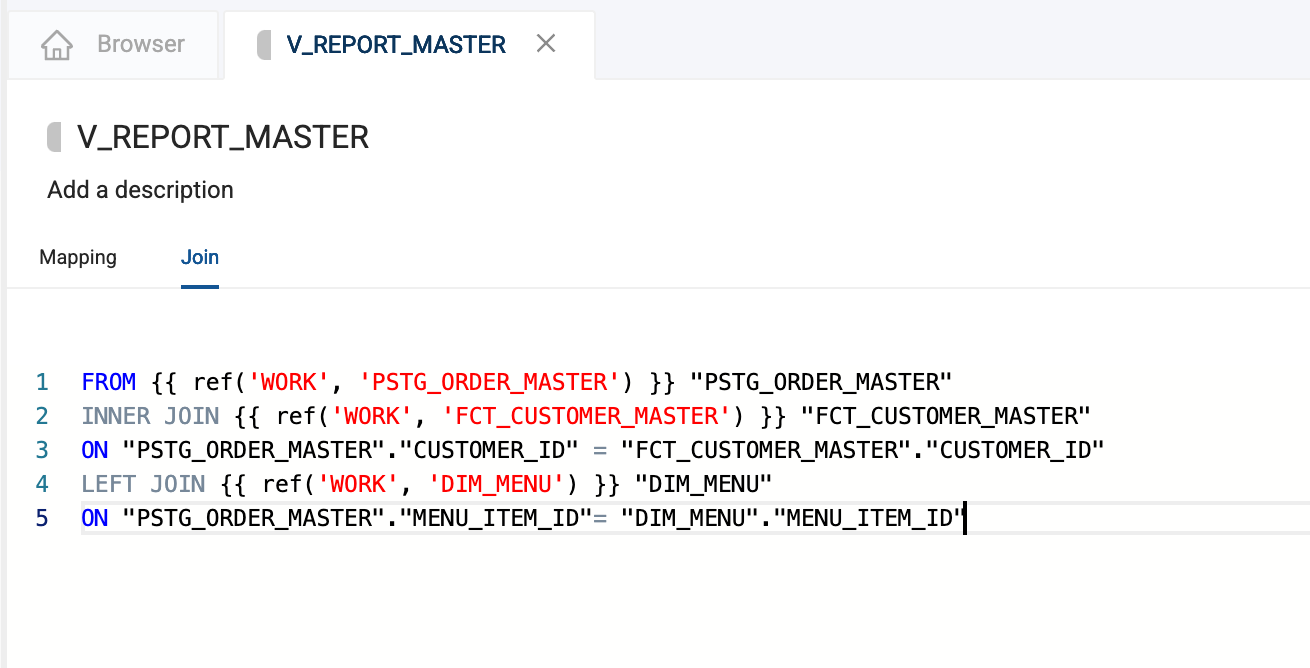 Browser
V_REPORT_MASTER
V_REPORT_MASTER
Add a description
Mapping Join
1 FROM {{ ref('WORK', 'PSTG_ORDER_MASTER') }} "PSTG_ORDER_MASTER"
2 INNER JOIN {{ ref('WORK', 'FCT_CUSTOMER_MASTER') }} "FCT_CUSTOMER_MASTER"
3 ON "PSTG_ORDER_MASTER"."CUSTOMER_ID" = "FCT_CUSTOMER_MASTER"."CUSTOMER_ID"
4 LEFT JOIN {{ ref('WORK', 'DIM_MENU') }} "DIM_MENU"
5 ON "PSTG_ORDER_MASTER"."MENU_ITEM_ID"= "DIM_MENU"."MENU_ITEM_ID"